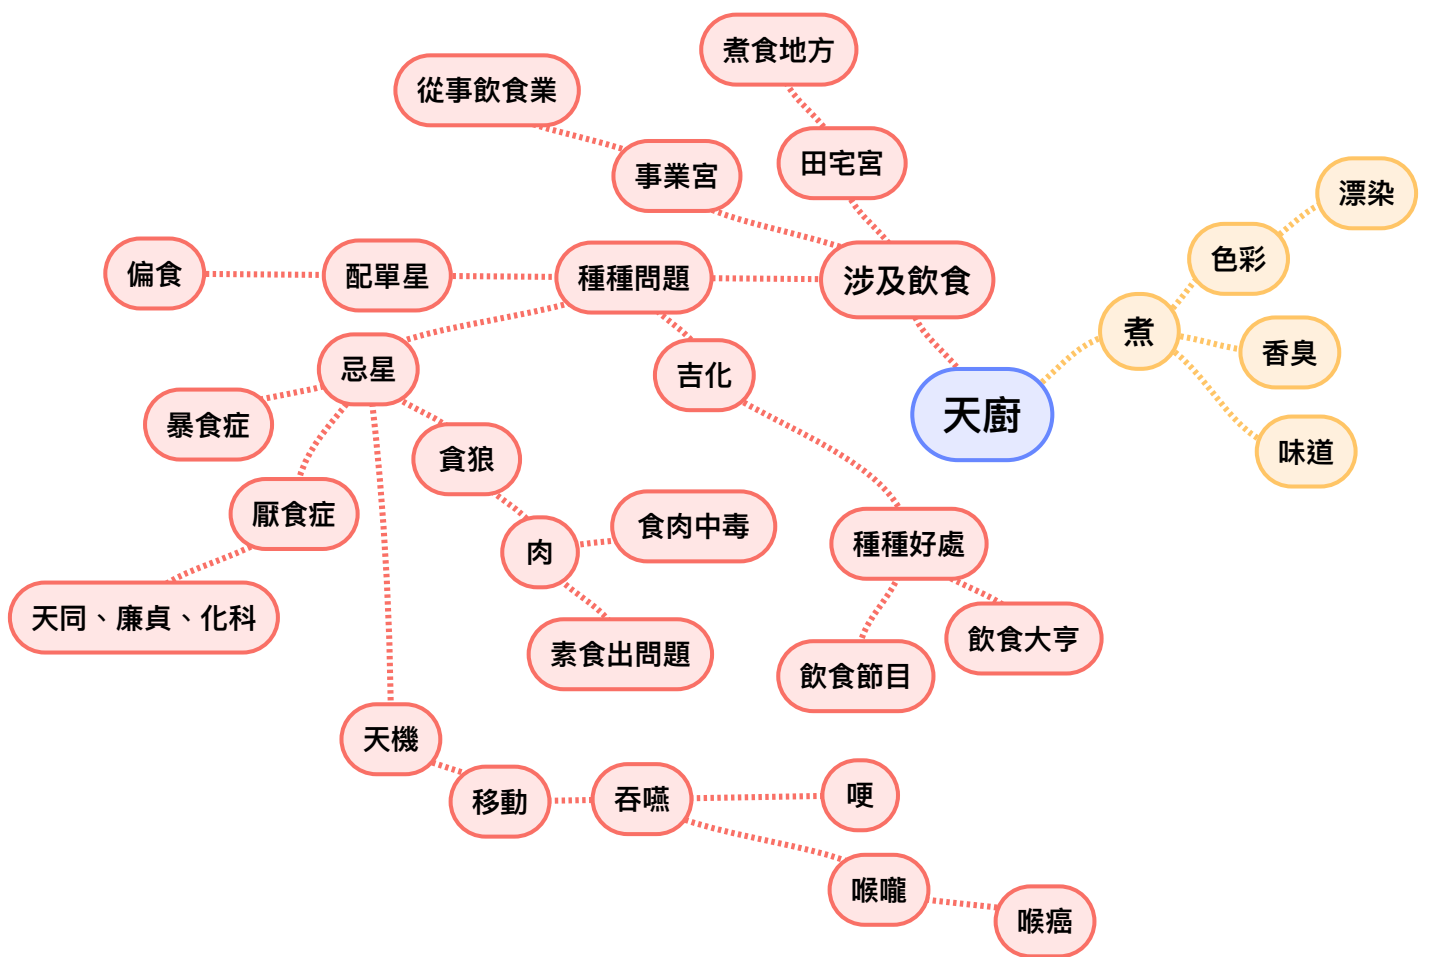 煮食地方
從事飲食業
田宅宮
事業宮
漂染
色彩
偏食
配單星
種種問題
涉及飲食
煮
香臭
忌星
吉化
天廚
暴食症
貪狼
味道
厭食症
肉
食肉中毒
種種好處
天同、廉貞、化科
素食出問題
飲食節目
飲食大亨
天機
移動
吞嚥
哽
喉嚨
喉癌